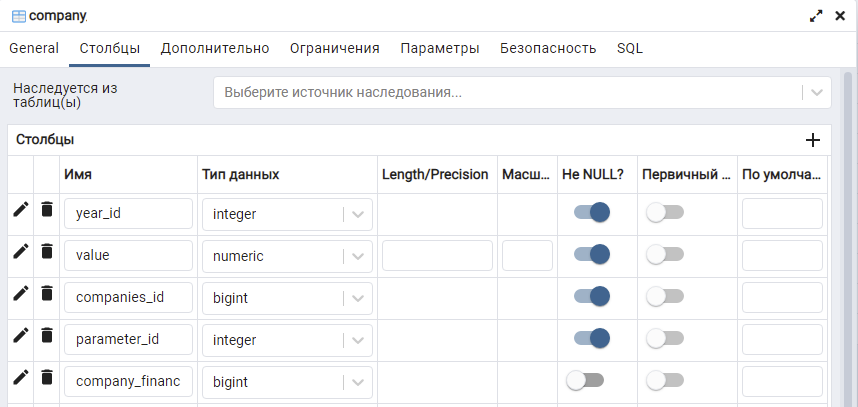 company
General Столбцы Дополнительно Ограничения Параметры Безопасность SQL
Наследуется из
таблиц(ы)
Выберите источник наследования...
Столбцы
Имя Тип данных Length/Precision Масш... Не NULL? Первичный ... По умолча...
year_id integer
value numeric
companies_id bigint
parameter_id integer
company_financ bigint